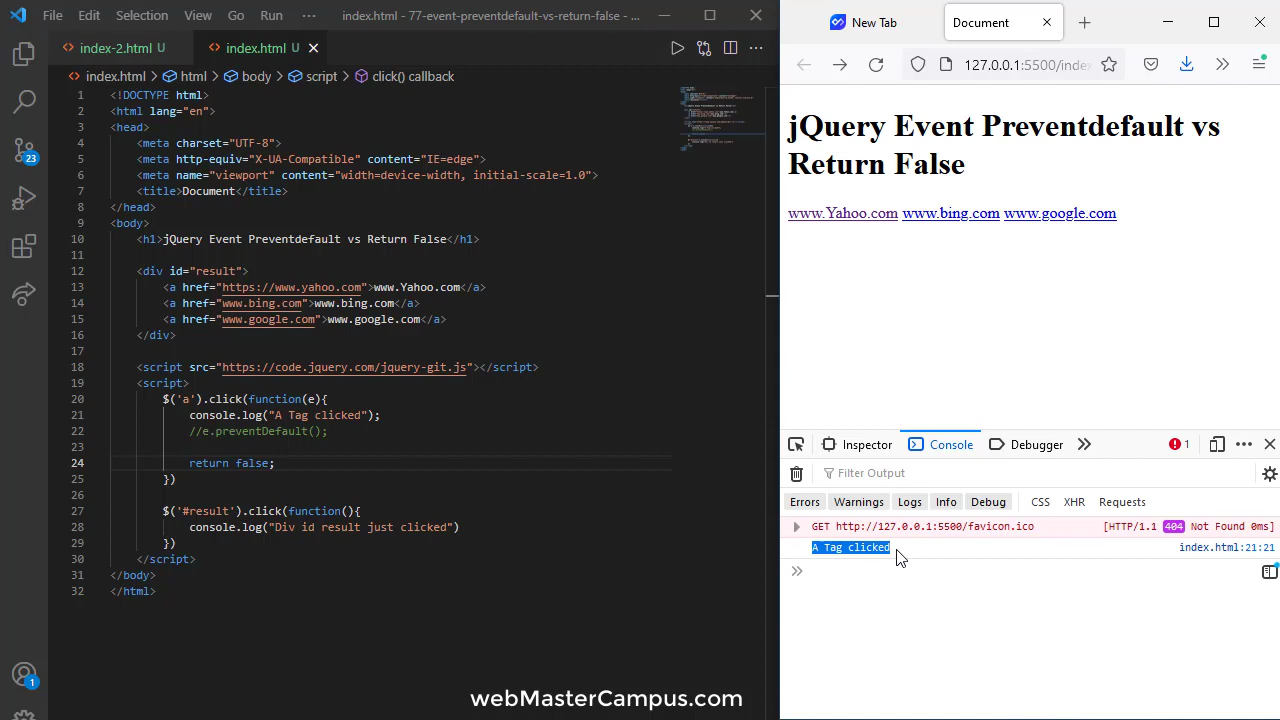 File Edit Selection View Go Run ··· index.html - 77-event-preventdefault-vs-return-false - ...
index-2.html U index.html U
index.html > html > body > script > click() callback
1 <!DOCTYPE html>
2 <html lang="en">
3 <head>
4 <meta charset="UTF-8">
5 <meta http-equiv="X-UA-Compatible" content="IE=edge">
6 <meta name="viewport" content="width=device-width, initial-scale=1.0">
7 <title>Document</title>
8 </head>
9 <body>
10 <h1>jQuery Event Preventdefault vs Return False</h1>
11
12 <div id="result">
13 <a href="https://www.yahoo.com">www.Yahoo.com</a>
14 <a href="www.bing.com">www.bing.com</a>
15 <a href="www.google.com">www.google.com</a>
16 </div>
17
18 <script src="https://code.jquery.com/jquery-git.js"></script>
19 <script>
20 $('a').click(function(e){
21 console.log("A Tag clicked");
22 //e.preventDefault();
23
24 return false;
25 })
26
27 $('#result').click(function(){
28 console.log("Div id result just clicked")
29 })
30 </script>
31 </body>
32 </html>
23
1
webMasterCampus.com
New Tab Document
127.0.0.1:5500/index
jQuery Event Preventdefault vs
Return False
www.Yahoo.com www.bing.com www.google.com
Inspector Console Debugger 1
Filter Output
Errors Warnings Logs Info Debug CSS XHR Requests
GET http://127.0.0.1:5500/favicon.ico [HTTP/1.1 404 Not Found 0ms]
A Tag clicked index.html:21:21